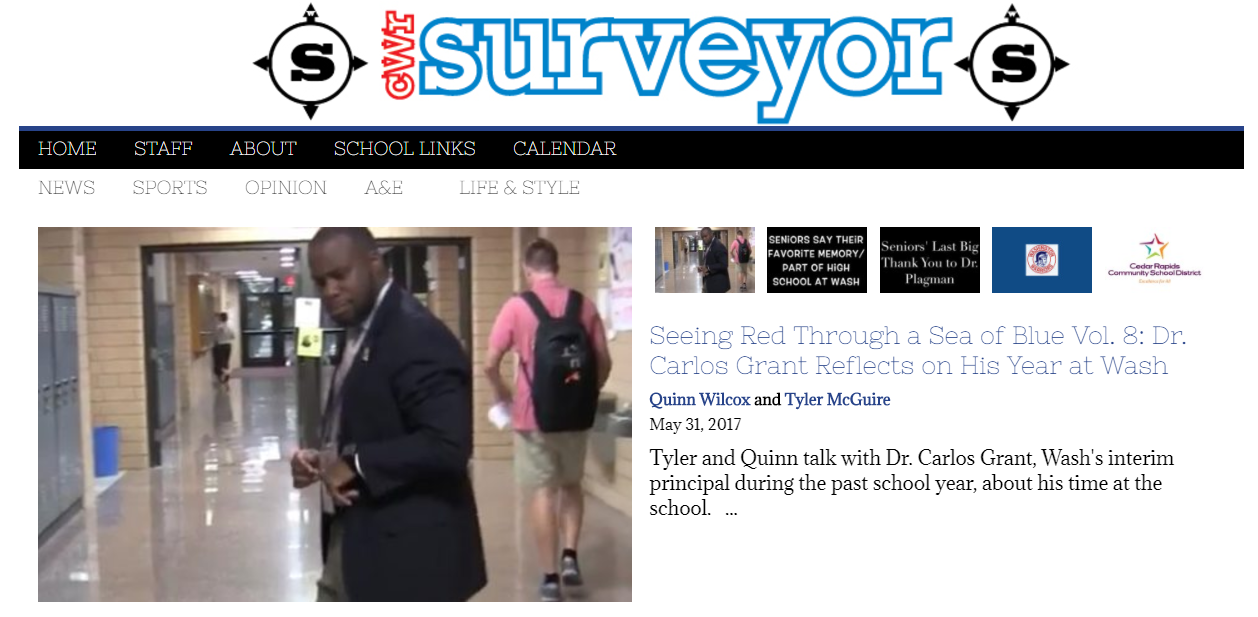 S
cwr
surveyor
S
HOME STAFF ABOUT SCHOOL LINKS CALENDAR
NEWS SPORTS OPINION A&E LIFE & STYLE
SENIORS SAY THEIR
FAVORITE MEMORY/
PART OF HIGH
SCHOOL AT WASH
Seniors' Last Big
Thank You to Dr.
Plagman
Cedar Rapids
Community School District
Seeing Red Through a Sea of Blue Vol. 8: Dr.
Carlos Grant Reflects on His Year at Wash
Quinn Wilcox and Tyler McGuire
May 31, 2017
Tyler and Quinn talk with Dr. Carlos Grant, Wash's interim
principal during the past school year, about his time at the
school. ...